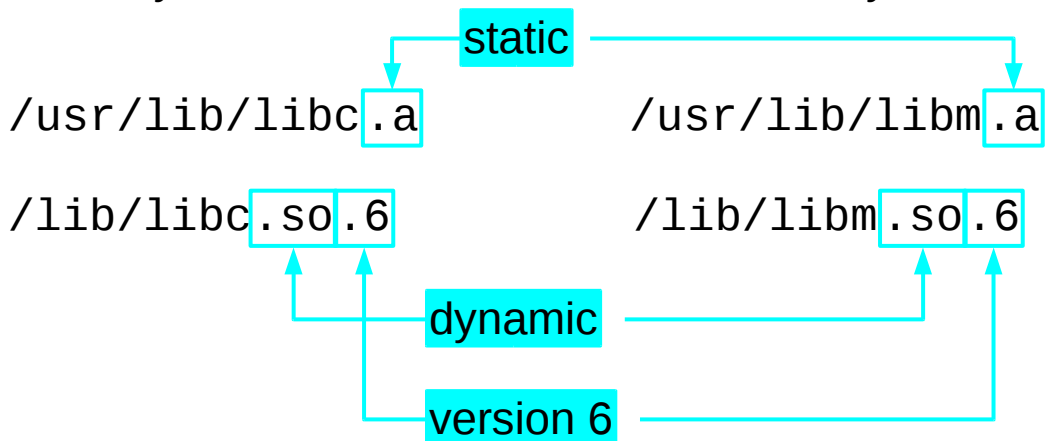 static
/usr/lib/libc.a /usr/lib/libm.a
/lib/libc.so.6 /lib/libm.so.6
dynamic
version 6